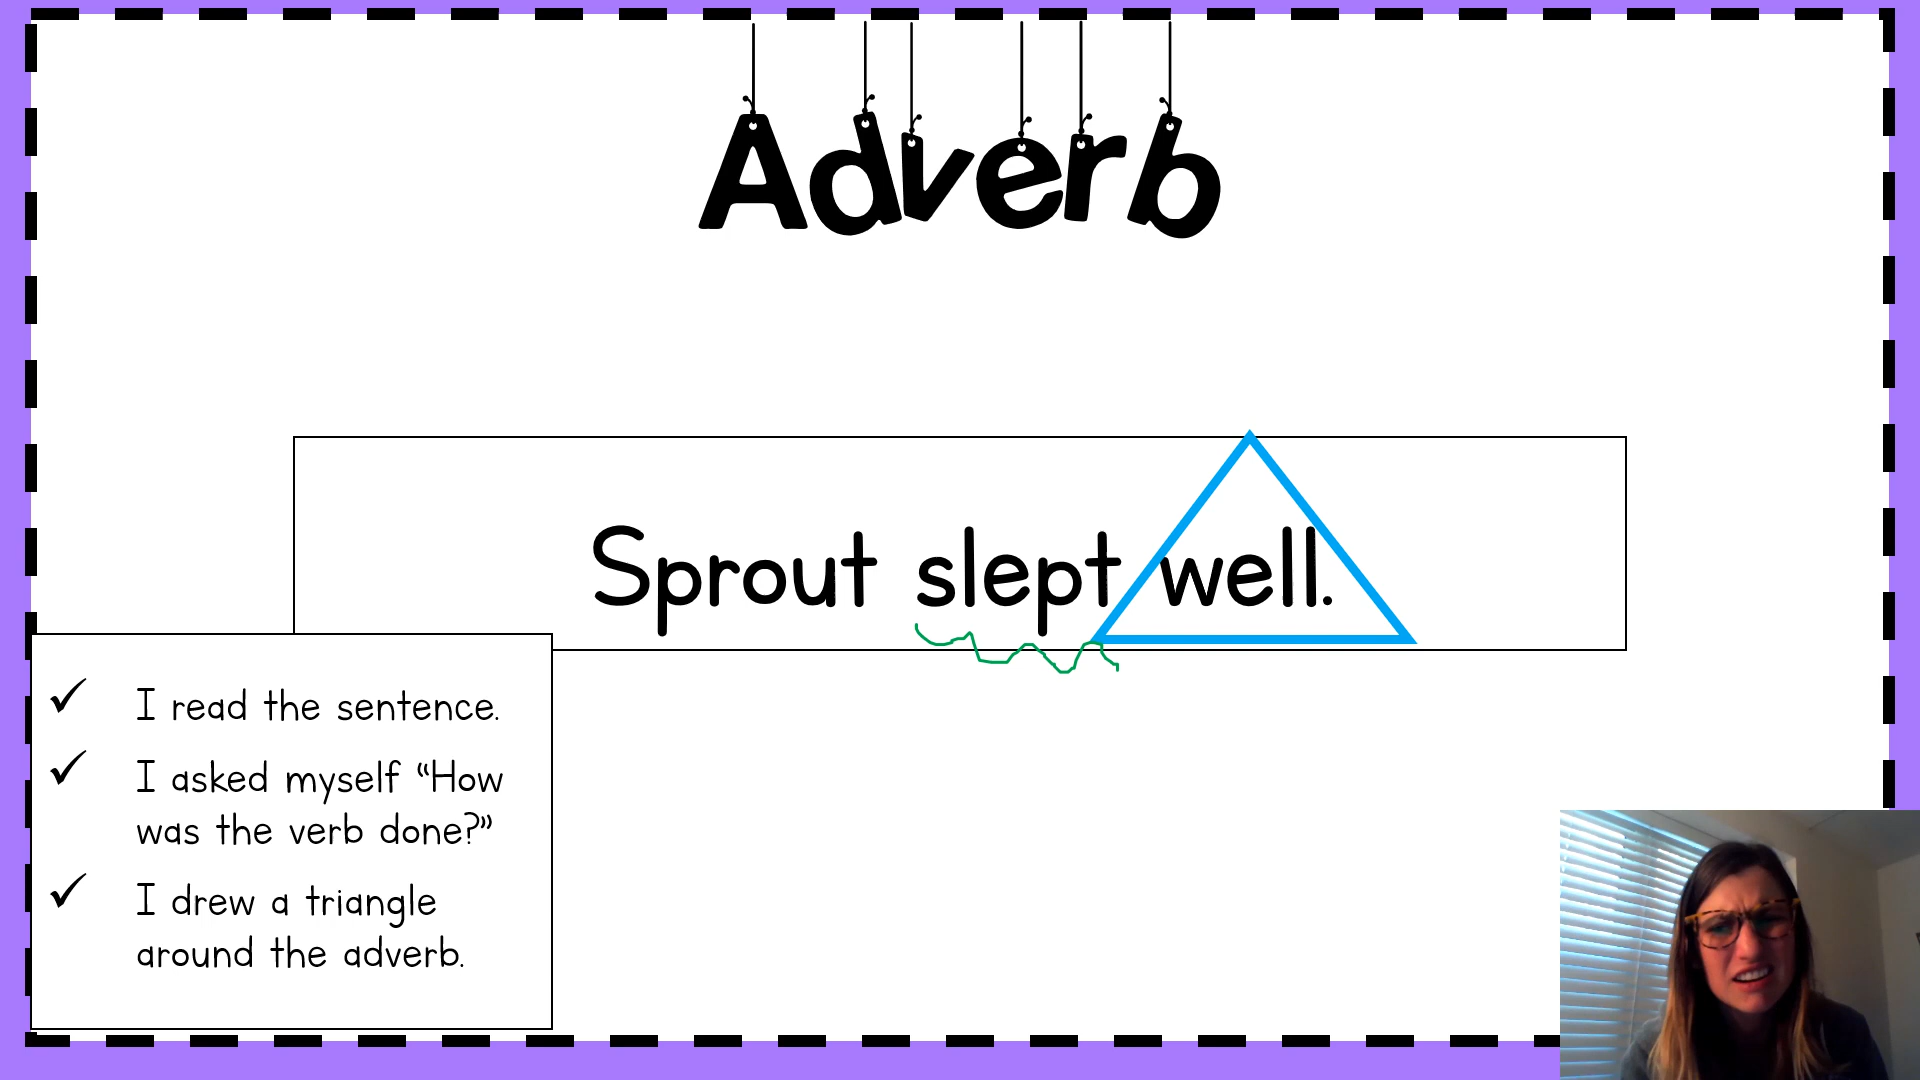 Adverb
Sprout slept well.
I read the sentence.
I asked myself “How
was the verb done?”
I drew a triangle
around the adverb.